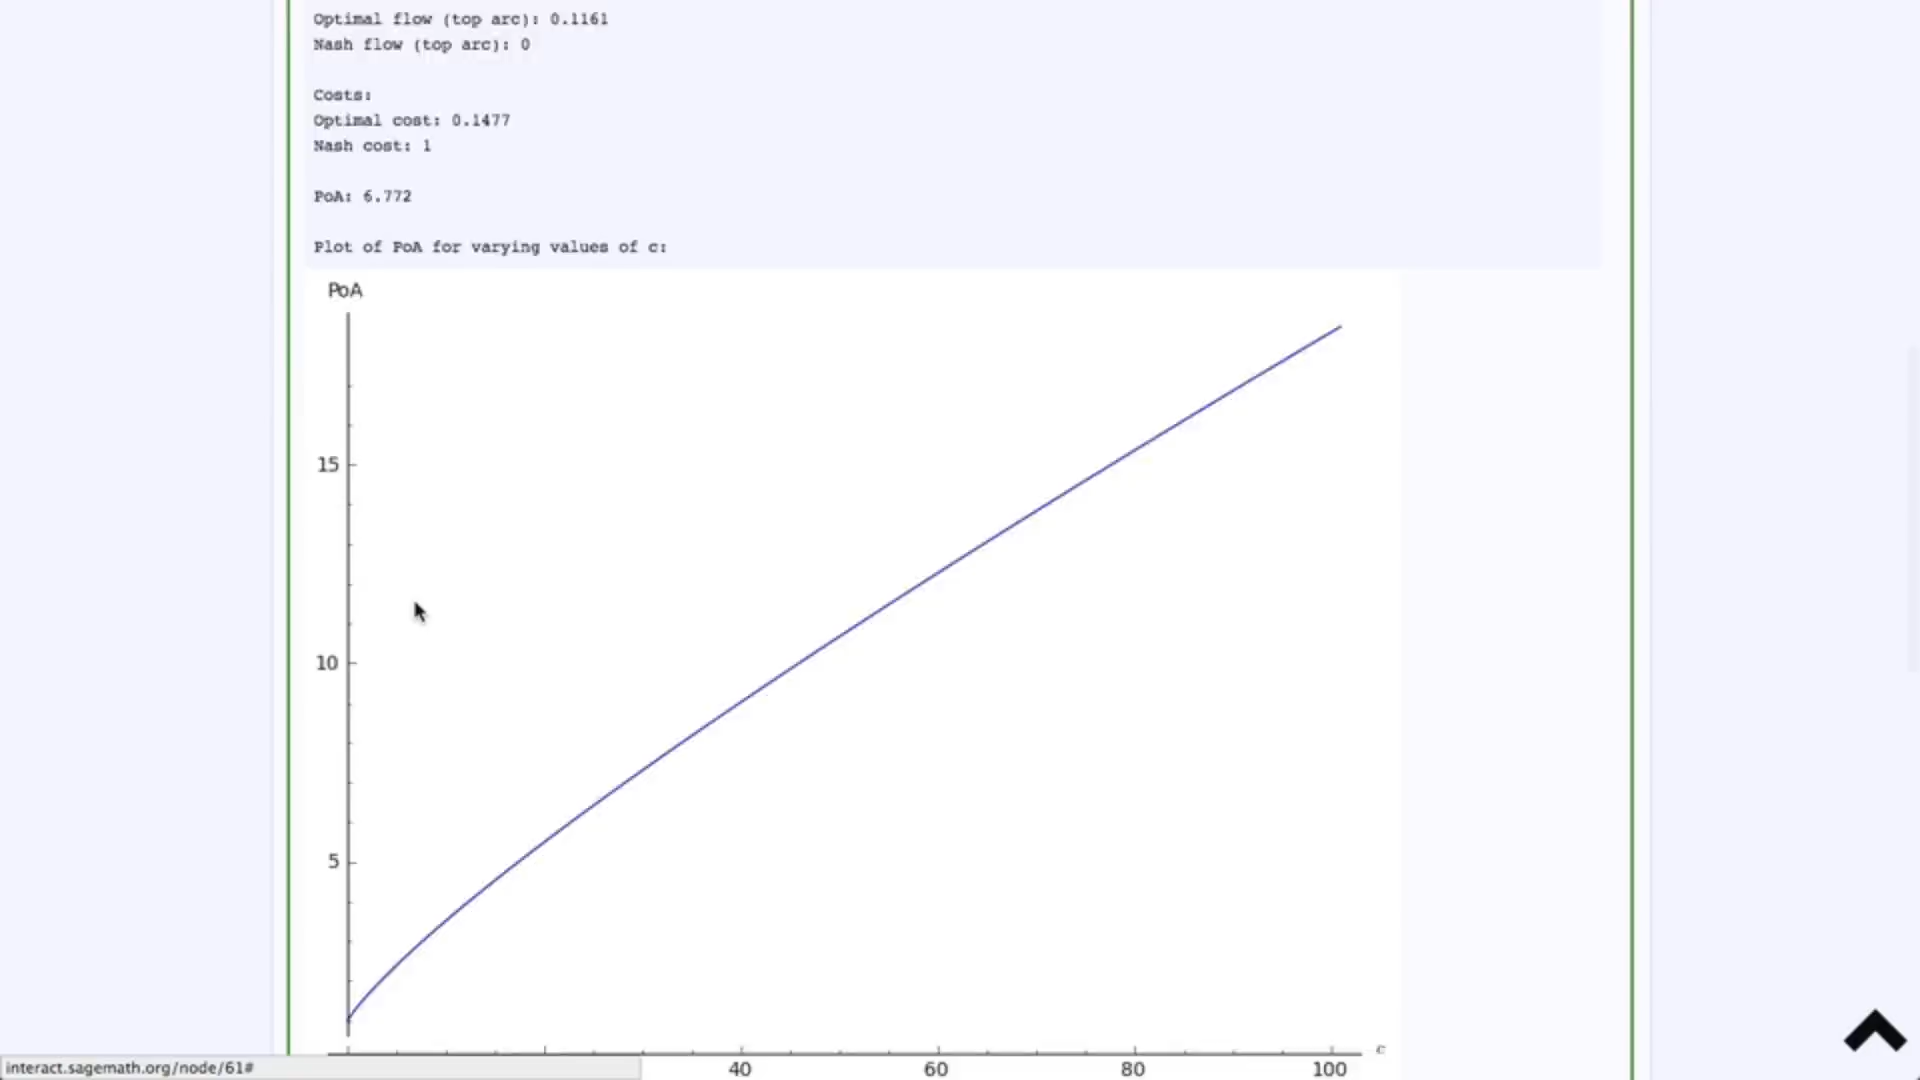 Optimal flow (top arc): 0.1161
Nash flow (top arc): 0
Costs:
Optimal cost: 0.1477
Nash cost: 1
PoA: 6.772
Plot of PoA for varying values of c:
PoA
15
10
5
c
40 60 80 100
interact.sagemath.org/node/61#